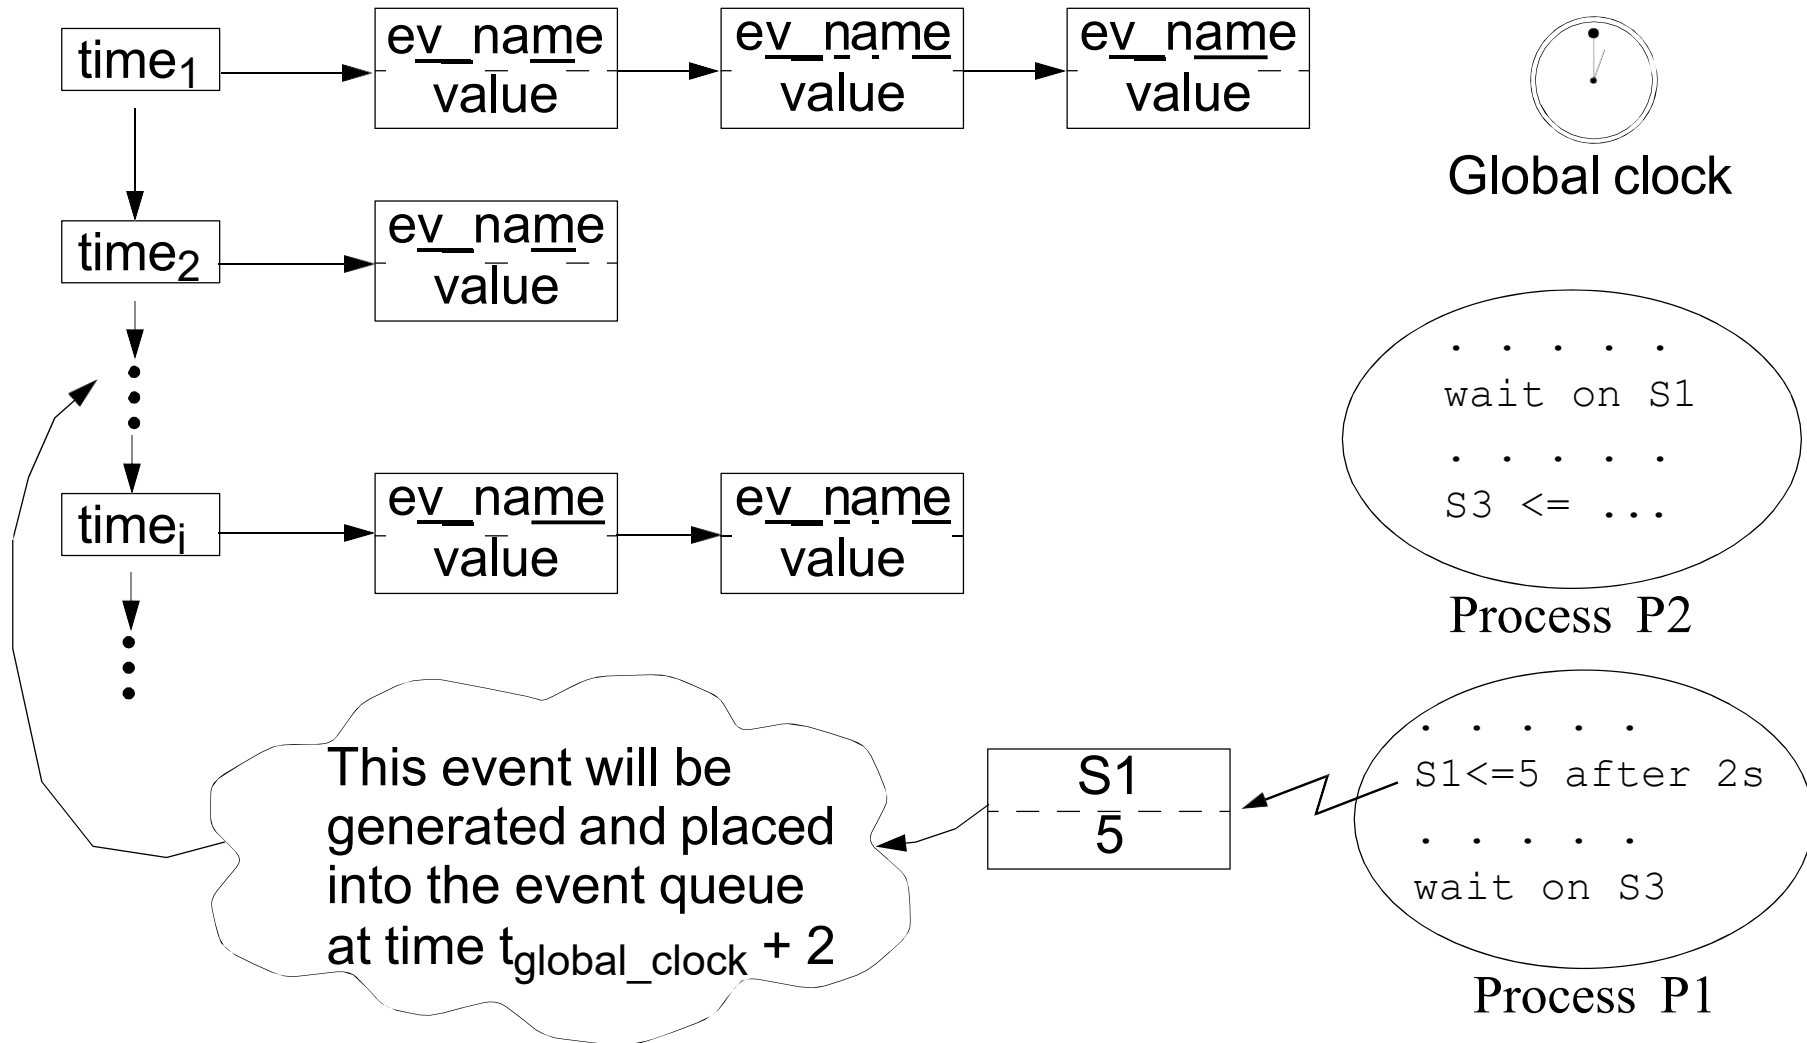 time1
ev_name
value
ev_name
value
ev_name
value
Global clock
time2
ev_name
value
. . . . .
wait on S1
. . . . .
S3 <= ...
Process P2
timei
ev_name
value
ev_name
value
This event will be
generated and placed
into the event queue
at time tglobal_clock + 2
S1
5
. . . . .
S1<=5 after 2s
. . . . .
wait on S3
Process P1